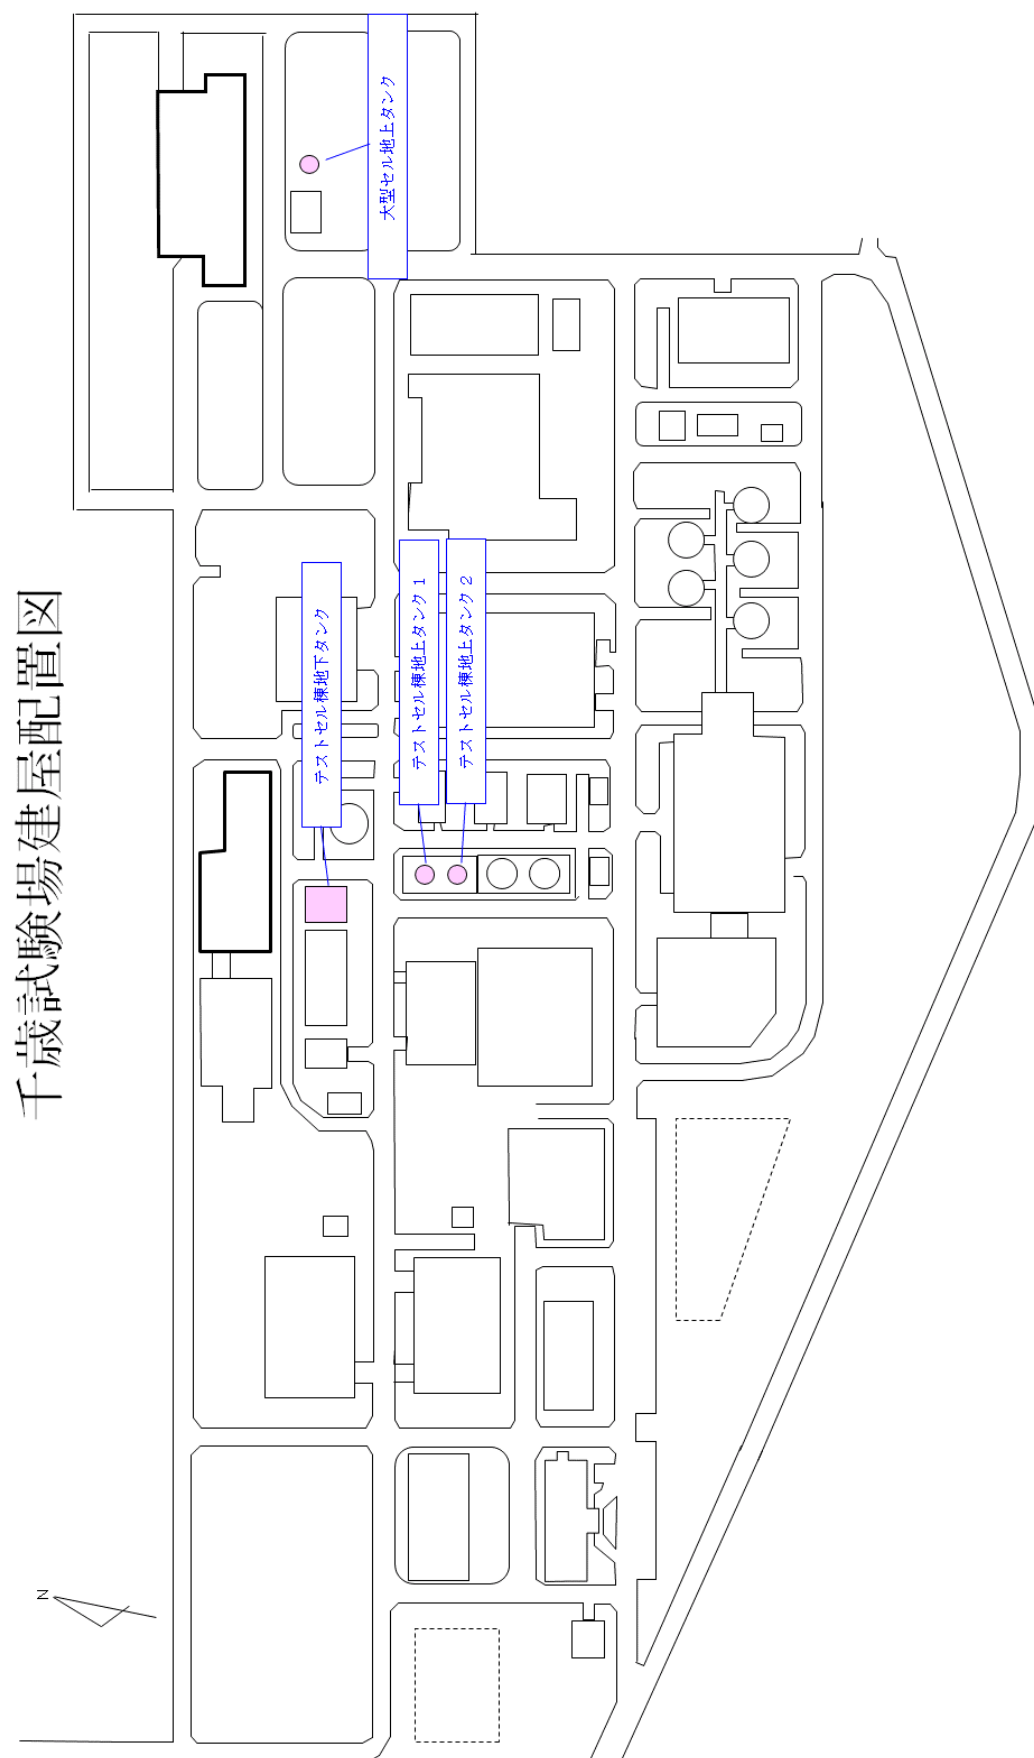 千歳試験場建屋配置図
大型セル地上タンク
テストセル棟地下タンク
テストセル棟地上タンク1
テストセル棟地上タンク2
N